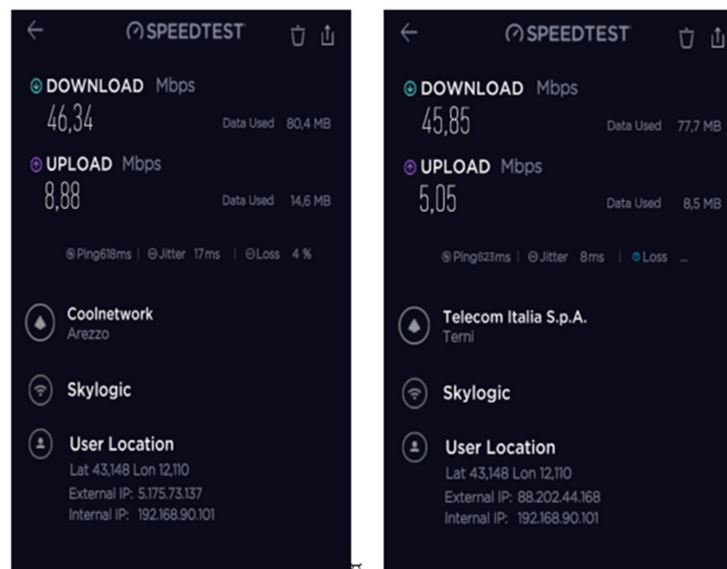 SPEEDTEST
DOWNLOAD Mbps
46,34
Data Used 80,4 MB
UPLOAD Mbps
8,88
Data Used 14,6 MB
Ping618ms | Jitter 17ms | Loss 4 %
Coolnetwork
Arezzo
Skylogic
User Location
Lat 43,148 Lon 12,110
External IP: 5.175.73.137
Internal IP: 192.168.90.101
SPEEDTEST
DOWNLOAD Mbps
45,85
Data Used 77,7 MB
UPLOAD Mbps
5,05
Data Used 8,5 MB
Ping623ms | Jitter 8ms | Loss ...
Telecom Italia S.p.A.
Terni
Skylogic
User Location
Lat 43,148 Lon 12,110
External IP: 88.202.44.168
Internal IP: 192.168.90.101